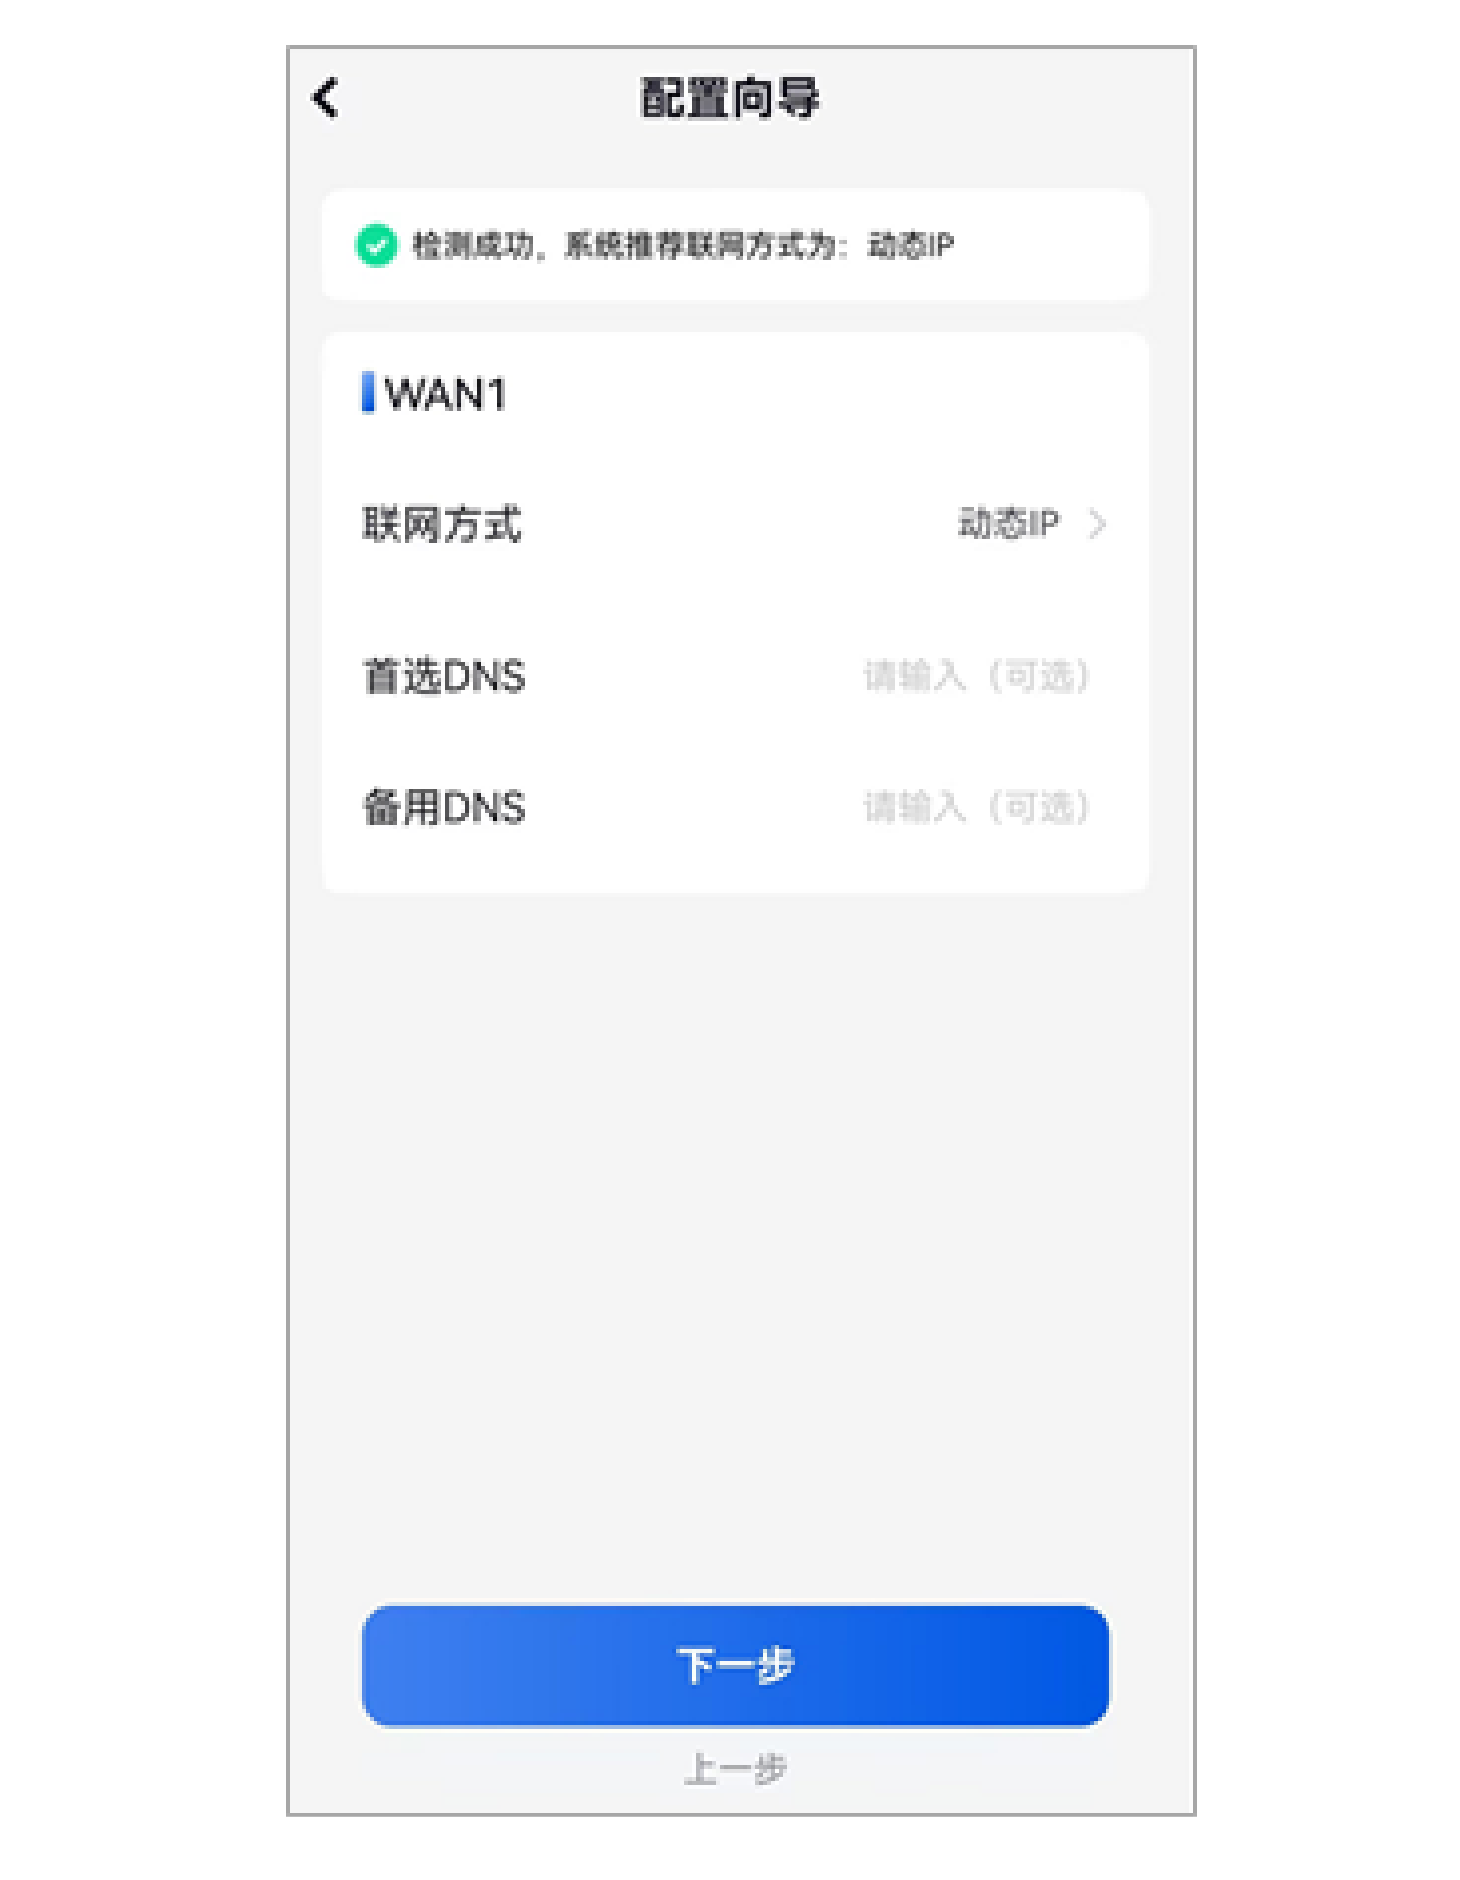 配置向导
检测成功，系统推荐联网方式为：动态IP
WAN1
联网方式 动态IP
首选DNS 请输入（可选）
备用DNS 请输入（可选）
下一步
上一步